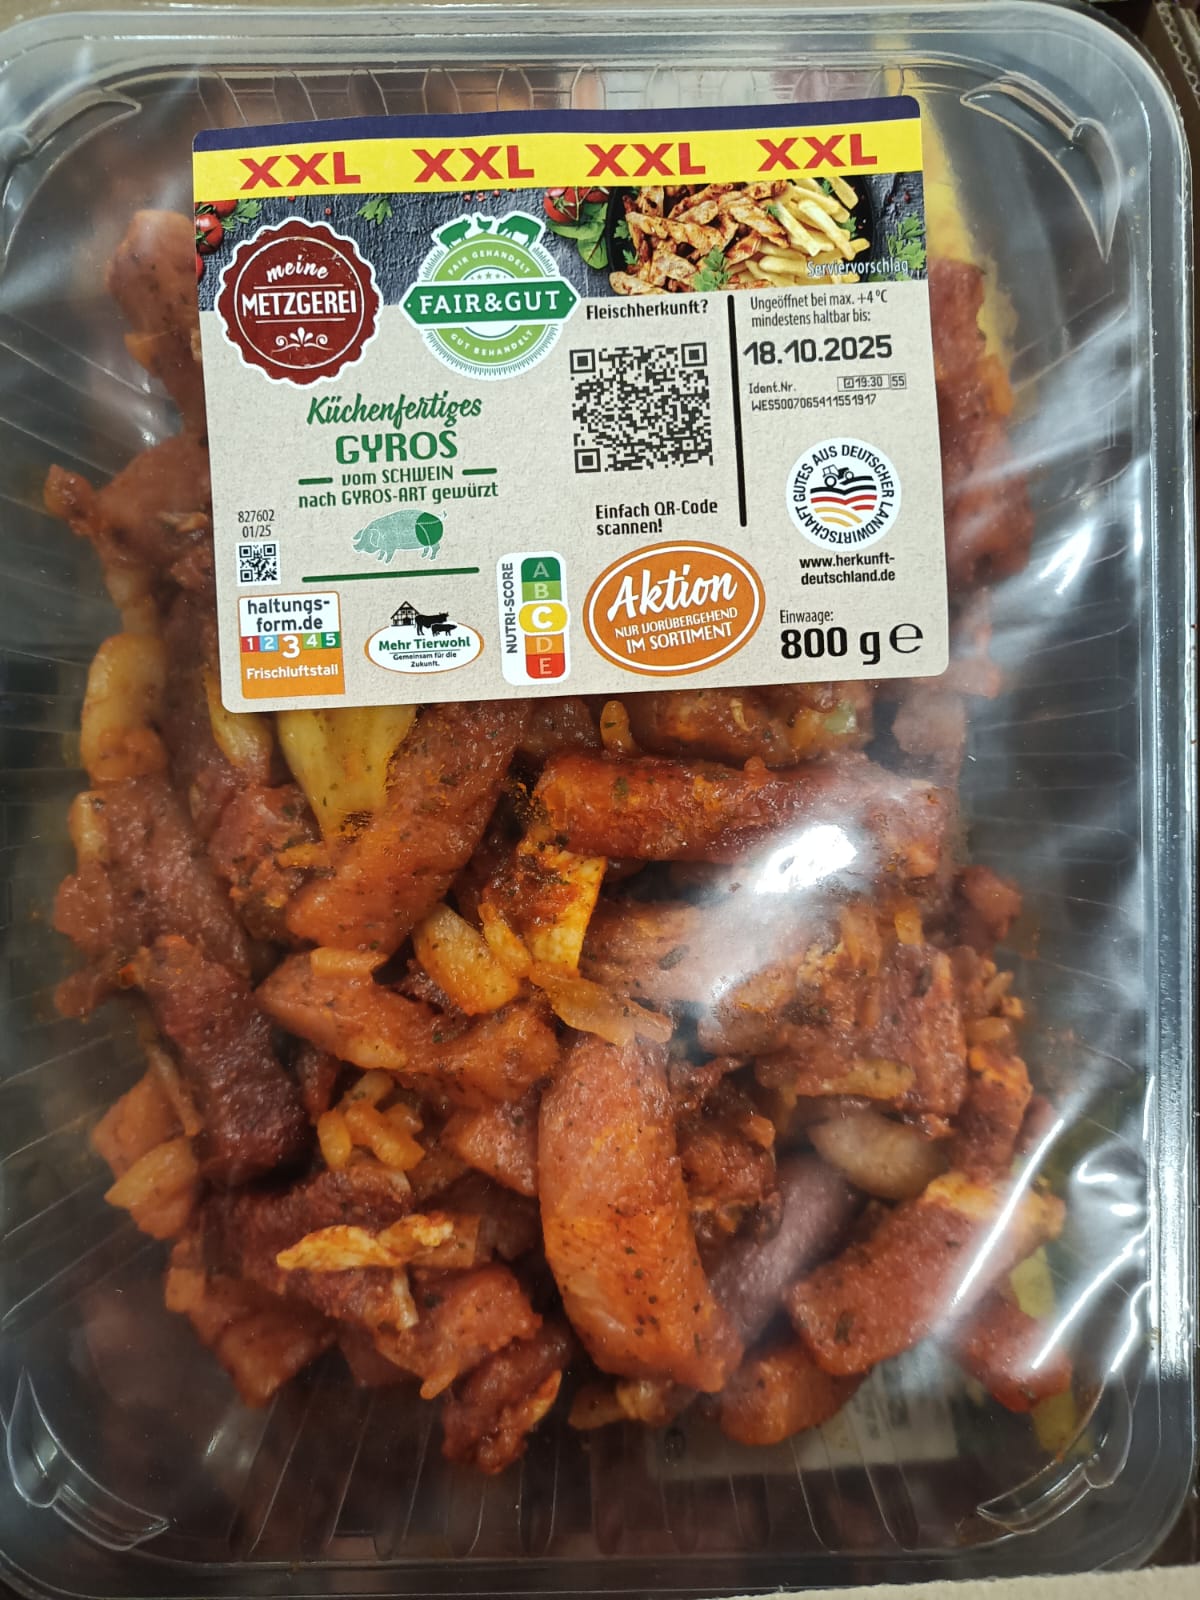 XXL XXL XXL XXL
Serviervorschlag
meine
METZGEREI
FAIR GEHANDELT
FAIR&GUT
GUT BEHANDELT
Fleischherkunft?
Ungeöffnet bei max. +4°C
mindestens haltbar bis:
18.10.2025
Ident.Nr.
19:30 55
WES5007065411551917
Küchenfertiges
GYROS
vom SCHWEIN
nach GYROS-ART gewürzt
827602
01/25
Einfach QR-Code
scannen!
GUTES AUS DEUTSCHER LANDWIRTSCHAFT
www.herkunft-
deutschland.de
haltungs-
form.de
1 2 3 4 5
Frischluftstall
Mehr Tierwohl
Gemeinsam für die
Zukunft.
NUTRI-SCORE
A
B
C
D
E
Aktion
NUR VORÜBERGEHEND
IM SORTIMENT
Einwaage:
800 g e